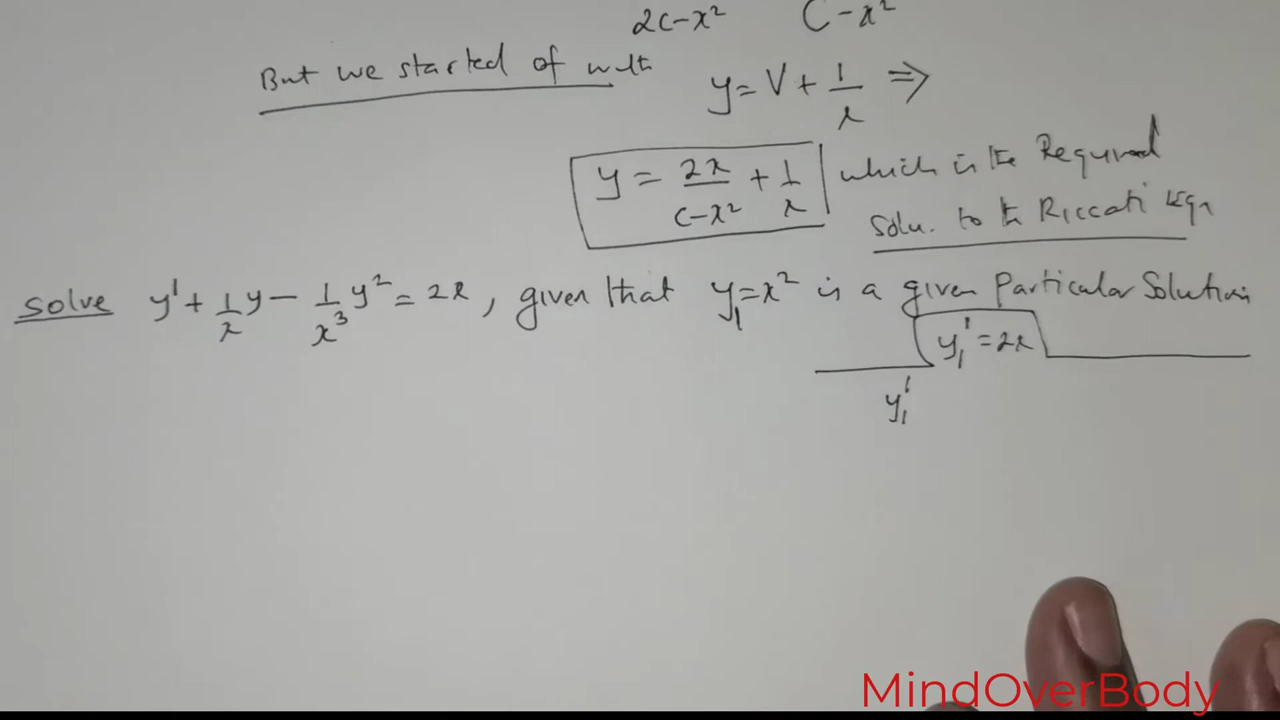 2c-x² C-x²
But we started of with y=V+1/x ⇒
y = 2x/(c-x²) + 1/x which is the Required
Solu. to the Riccati Eqn
Solve y'+1/x y - 1/x³ y² = 2x, given that y₁=x² is a given Particular Solution
y₁'=2x
y₁'
MindOverBody